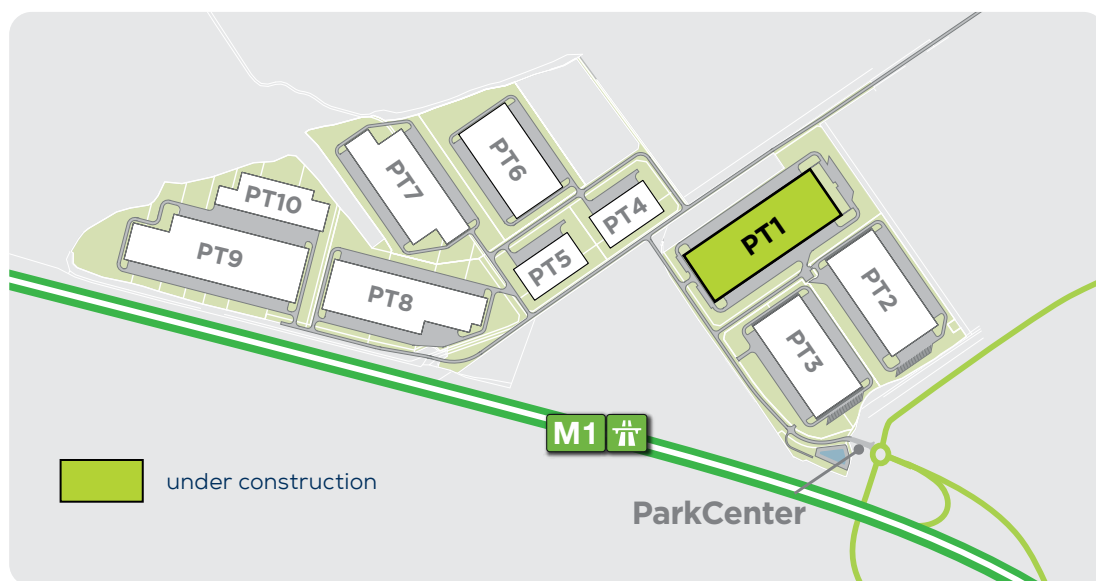 PT6
PT7
PT10
PT4
PT1
PT9
PT5
PT2
PT8
PT3
M1
under construction
ParkCenter